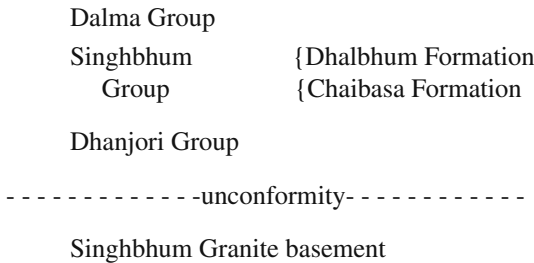 Dalma Group
Singhbhum {Dhalbhum Formation
Group {Chaibasa Formation
Dhanjori Group
- - - - - - - - - - - - -unconformity- - - - - - - - - - - -
Singhbhum Granite basement